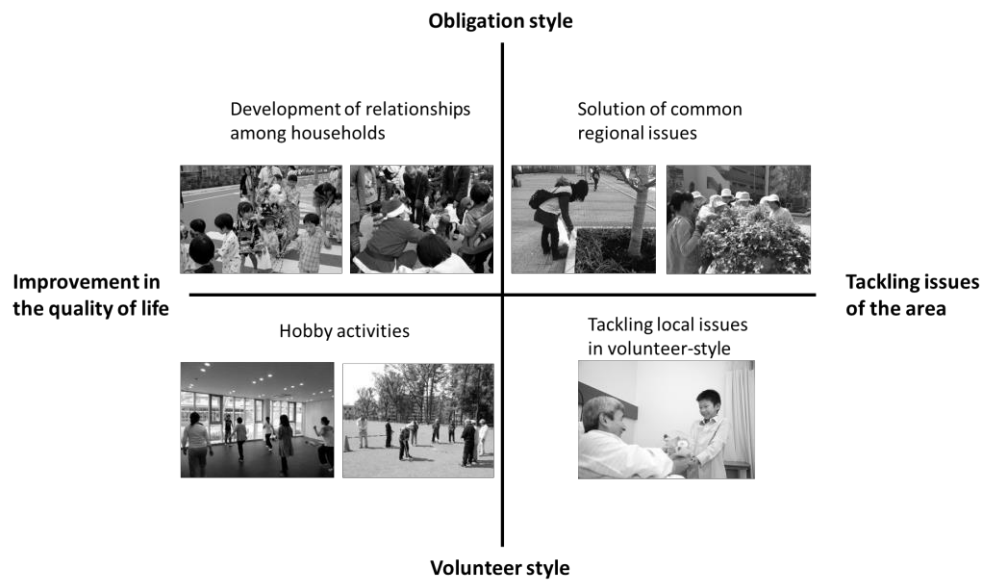 Obligation style
Development of relationships
among households
Solution of common
regional issues
Improvement in
the quality of life
Tackling issues
of the area
Hobby activities
Tackling local issues
in volunteer-style
Volunteer style